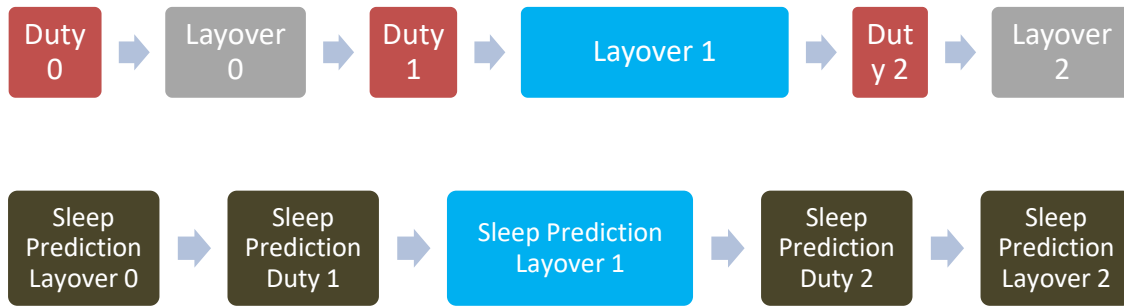 Duty
0
Layover
0
Duty
1
Layover 1
Dut
y 2
Layover
2
Sleep
Prediction
Layover 0
Sleep
Prediction
Duty 1
Sleep Prediction
Layover 1
Sleep
Prediction
Duty 2
Sleep
Prediction
Layover 2